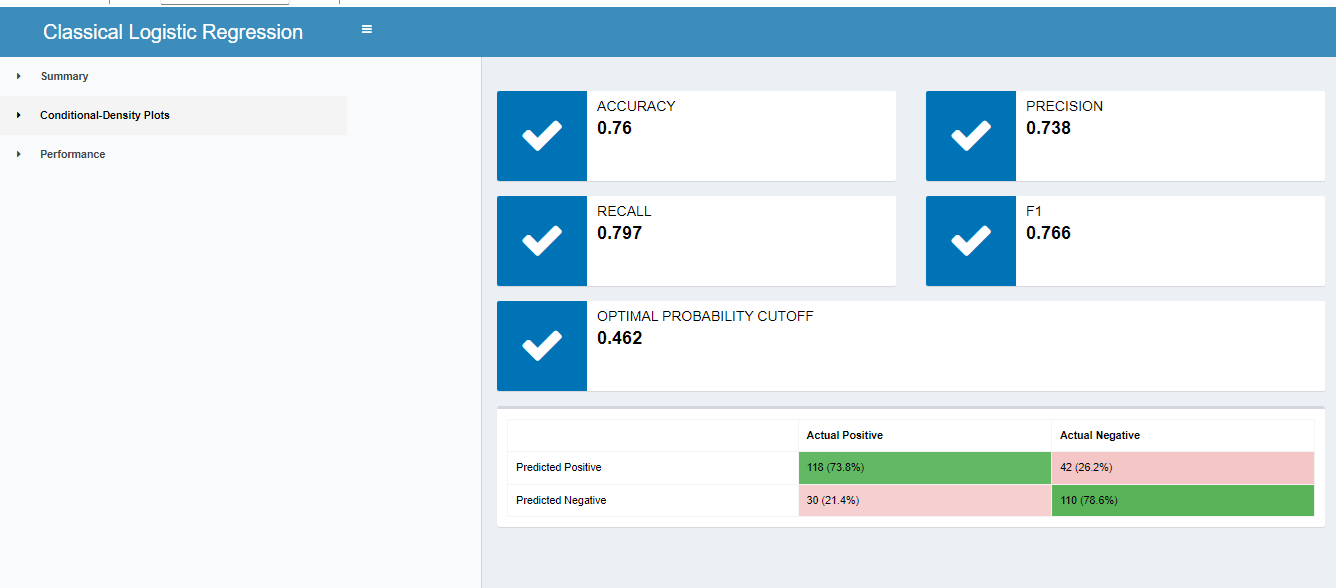 Classical Logistic Regression
Summary
Conditional-Density Plots
Performance
ACCURACY
0.76
PRECISION
0.738
RECALL
0.797
F1
0.766
OPTIMAL PROBABILITY CUTOFF
0.462
Actual Positive Actual Negative
Predicted Positive 118 (73.8%) 42 (26.2%)
Predicted Negative 30 (21.4%) 110 (78.6%)